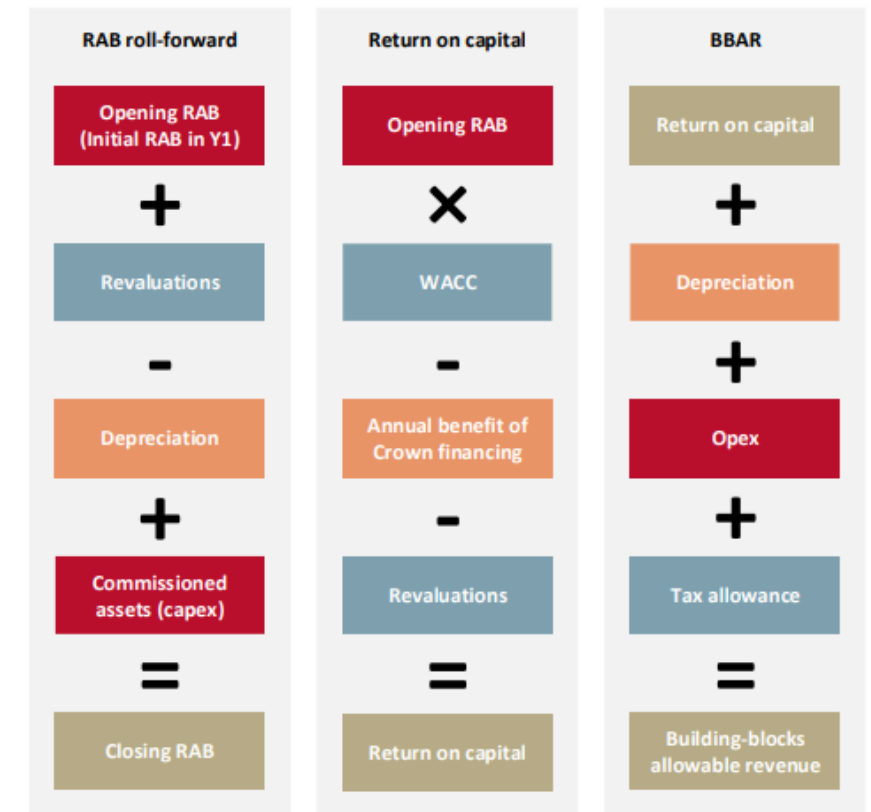 RAB roll-forward
Opening RAB
(Initial RAB in Y1)
+
Revaluations
-
Depreciation
+
Commissioned
assets (capex)
=
Closing RAB
Return on capital
Opening RAB
×
WACC
-
Annual benefit of
Crown financing
-
Revaluations
=
Return on capital
BBAR
Return on capital
+
Depreciation
+
Opex
+
Tax allowance
=
Building-blocks
allowable revenue